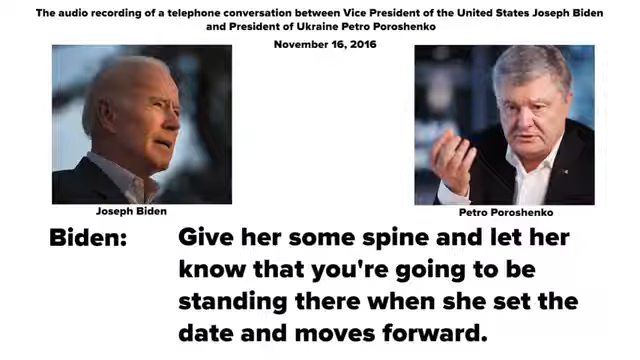 The audio recording of a telephone conversation between Vice President of the United States Joseph Biden
and President of Ukraine Petro Poroshenko
November 16, 2016
Joseph Biden
Petro Poroshenko
Biden:
Give her some spine and let her
know that you're going to be
standing there when she set the
date and moves forward.